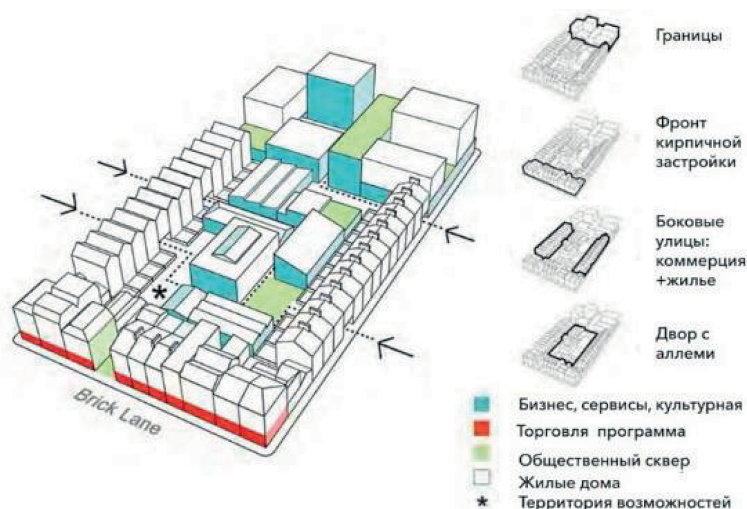 Границы
Фронт
кирпичной
застройки
Боковые
улицы:
коммерция
+жилье
Двор с
аллеми
Brick Lane
Бизнес, сервисы, культурная
Торговля программа
Общественный сквер
Жилые дома
* Территория возможностей
*